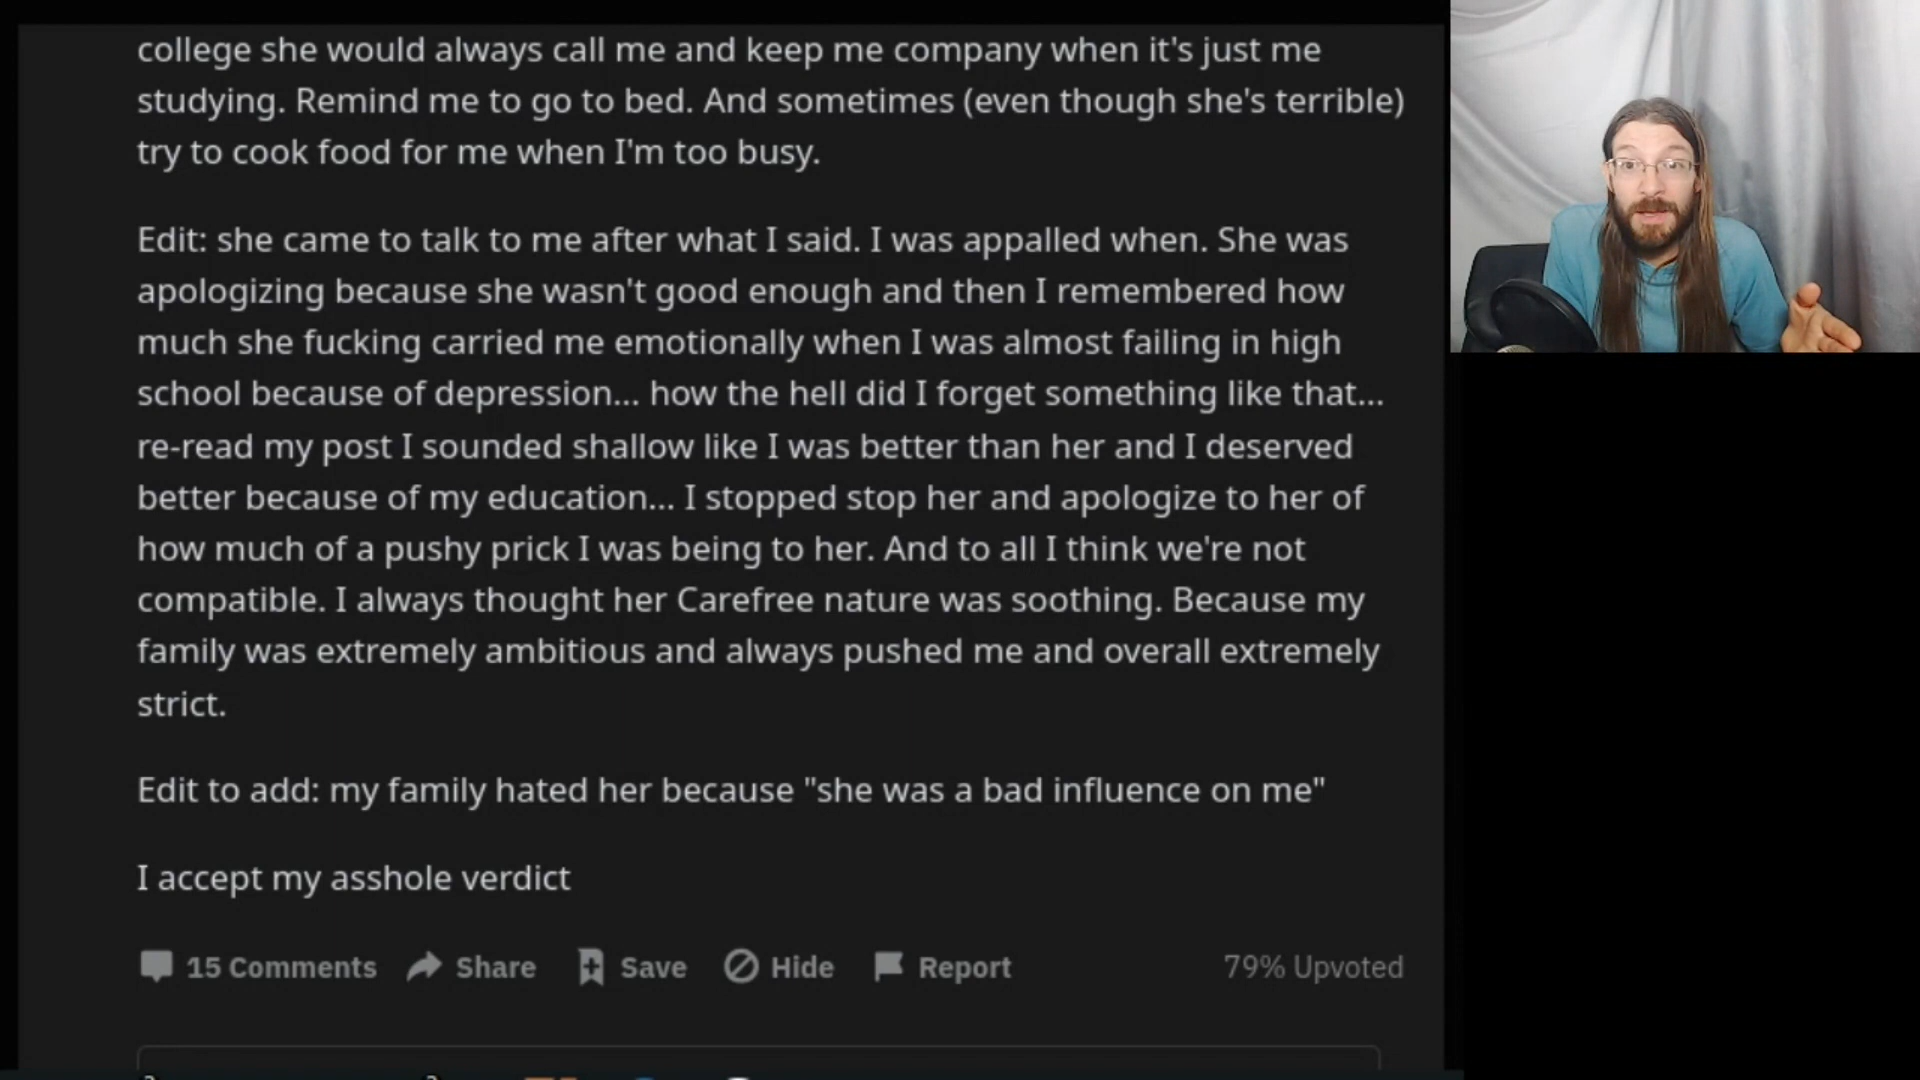 college she would always call me and keep me company when it's just me
studying. Remind me to go to bed. And sometimes (even though she's terrible)
try to cook food for me when I'm too busy.
Edit: she came to talk to me after what I said. I was appalled when. She was
apologizing because she wasn't good enough and then I remembered how
much she fucking carried me emotionally when I was almost failing in high
school because of depression... how the hell did I forget something like that...
re-read my post I sounded shallow like I was better than her and I deserved
better because of my education... I stopped stop her and apologize to her of
how much of a pushy prick I was being to her. And to all I think we're not
compatible. I always thought her Carefree nature was soothing. Because my
family was extremely ambitious and always pushed me and overall extremely
strict.
Edit to add: my family hated her because "she was a bad influence on me"
I accept my asshole verdict
15 Comments Share Save Hide Report 79% Upvoted